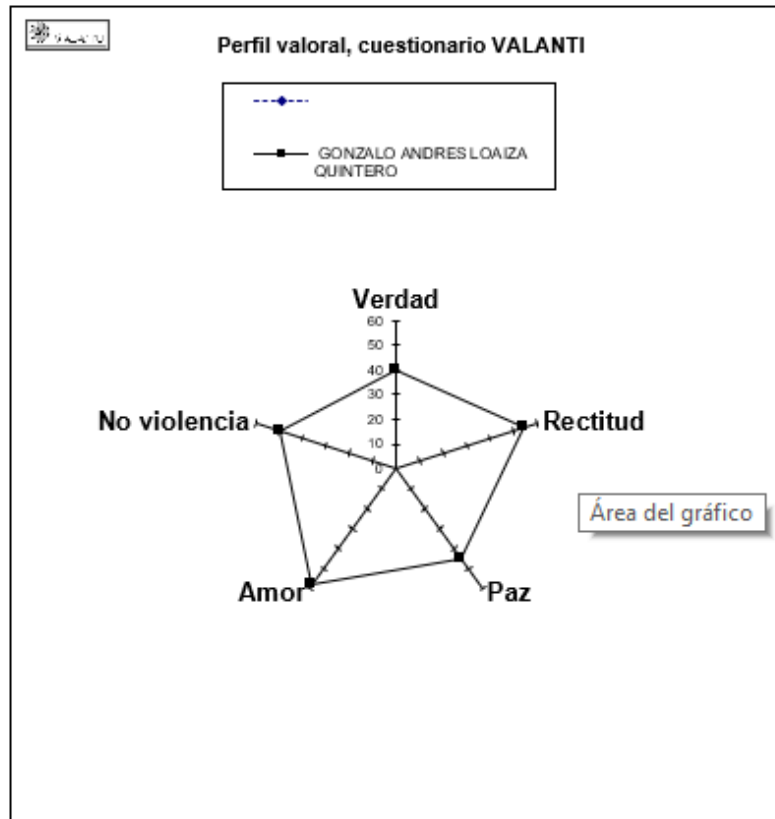 VALANTI
Perfil valoral, cuestionario VALANTI
GONZALO ANDRES LOAIZA
QUINTERO
Verdad
60
50
40
30
20
10
0
No violencia
Rectitud
Área del gráfico
Amor
Paz